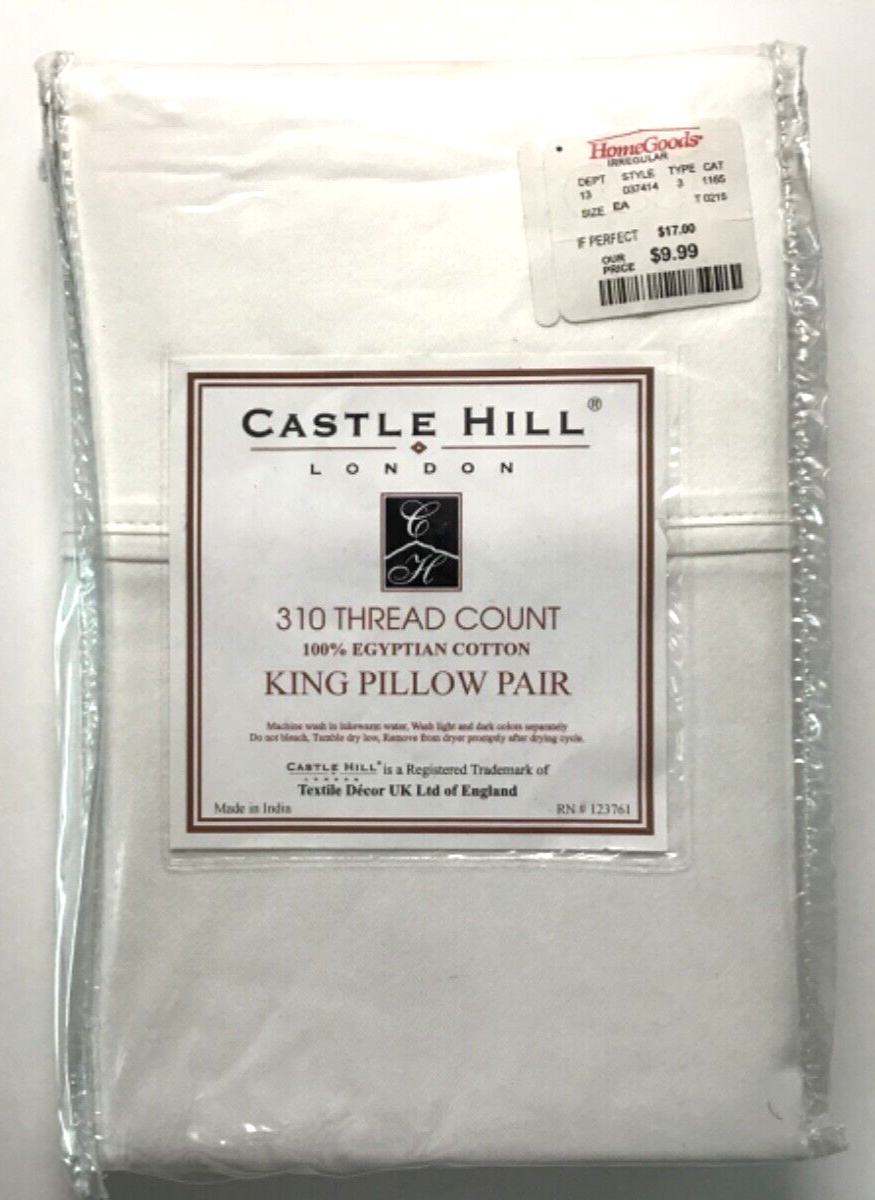 HomeGoods®
IRREGULAR
DEPT STYLE TYPE CAT
13 037414 3 1165
SIZE EA T 0215
IF PERFECT $17.00
OUR PRICE $9.99
CASTLE HILL®
LONDON
C
H
310 THREAD COUNT
100% EGYPTIAN COTTON
KING PILLOW PAIR
Machine wash in lukewarm water, Wash light and dark colors separately
Do not bleach, Tumble dry low, Remove from dryer promptly after drying cycle.
CASTLE HILL® is a Registered Trademark of
LONDON
Textile Décor UK Ltd of England
Made in India RN # 123761